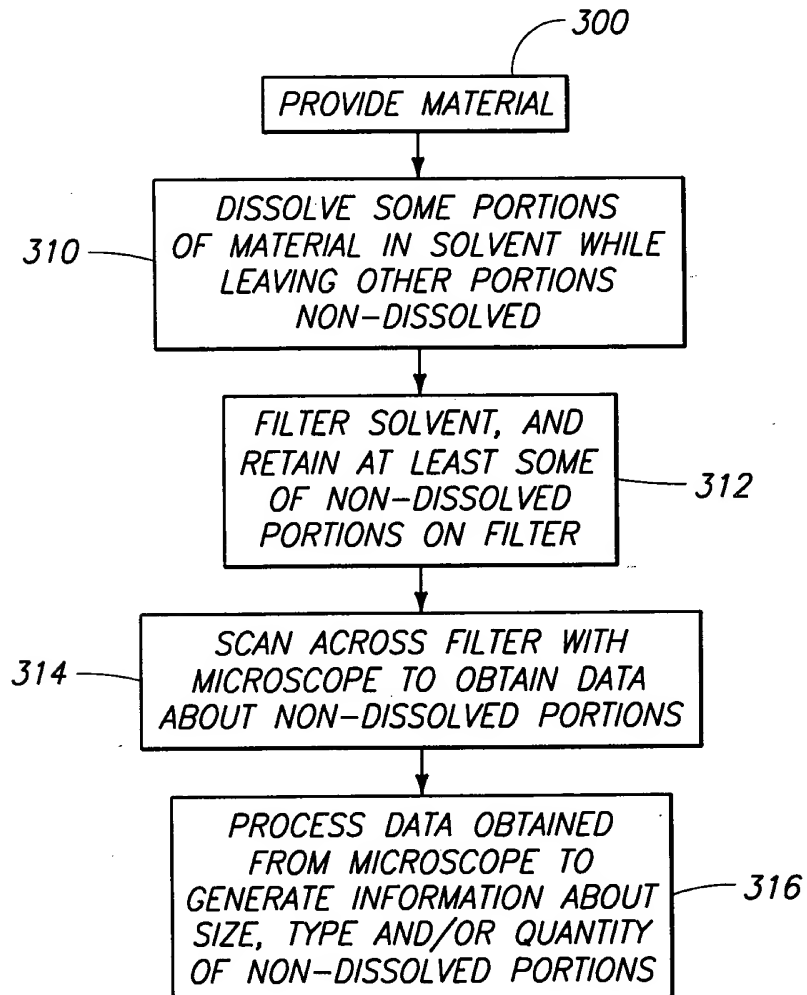 300
PROVIDE MATERIAL
DISSOLVE SOME PORTIONS
OF MATERIAL IN SOLVENT WHILE
LEAVING OTHER PORTIONS
NON-DISSOLVED
310
FILTER SOLVENT, AND
RETAIN AT LEAST SOME
OF NON-DISSOLVED
PORTIONS ON FILTER
312
SCAN ACROSS FILTER WITH
MICROSCOPE TO OBTAIN DATA
ABOUT NON-DISSOLVED PORTIONS
314
PROCESS DATA OBTAINED
FROM MICROSCOPE TO
GENERATE INFORMATION ABOUT
SIZE, TYPE AND/OR QUANTITY
OF NON-DISSOLVED PORTIONS
316